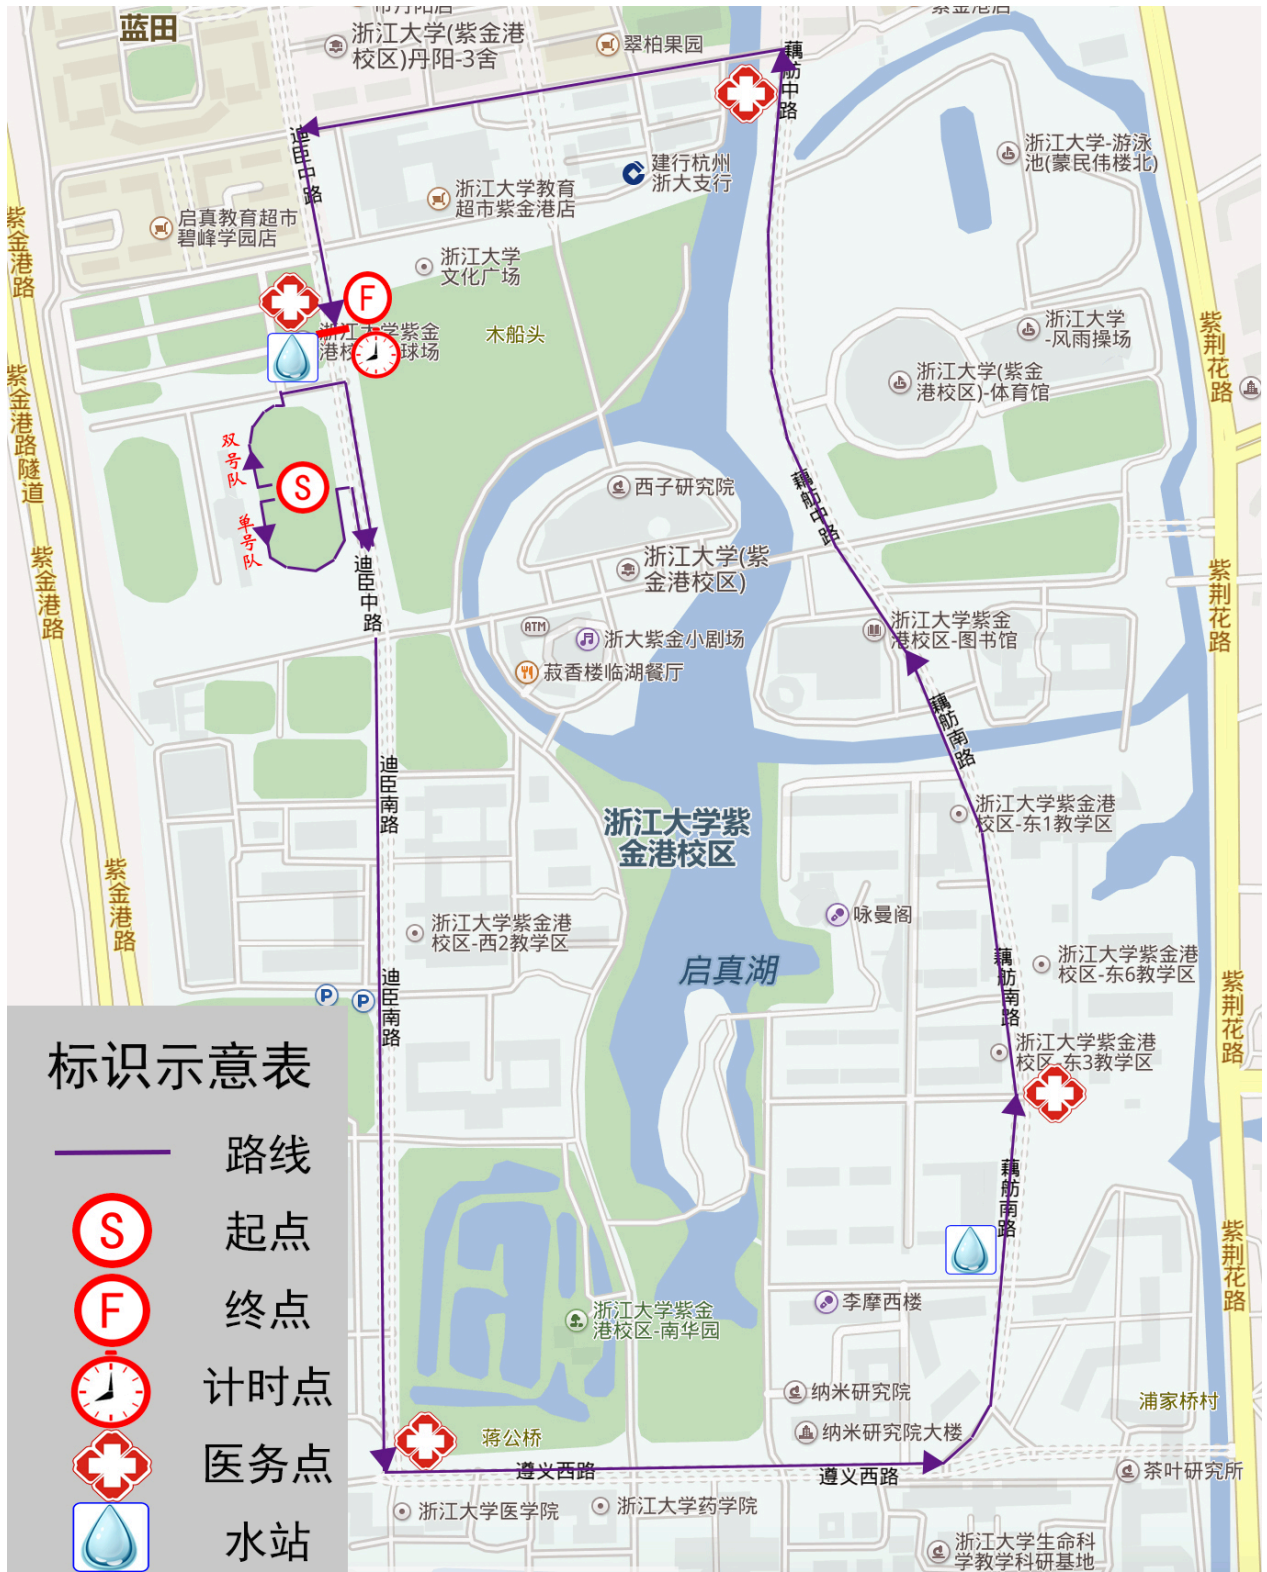 蓝田
浙江大学(紫金港
校区)丹阳-3舍
翠柏果园
紫金港店
藕舫中路
迪臣中路
浙江大学-游泳
池(蒙民伟楼北)
建行杭州
浙大支行
浙江大学教育
超市紫金港店
启真教育超市
碧峰学园店
紫金港路
浙江大学
文化广场
F
浙江大学紫金
港校
球场
木船头
浙江大学
-风雨操场
紫荆花路
浙江大学(紫金
港校区)-体育馆
紫金港路隧道
双号队
S
单号队
西子研究院
藕舫中路
浙江大学(紫
金港校区)
紫金港路
迪臣中路
紫荆花路
ATM
浙大紫金小剧场
浙江大学紫金
港校区-图书馆
菽香楼临湖餐厅
藕舫南路
迪臣南路
浙江大学紫金港
校区-东1教学区
浙江大学紫
金港校区
紫金港路
咏曼阁
浙江大学紫金港
校区-西2教学区
浙江大学紫金港
校区-东6教学区
启真湖
藕舫南路
紫荆花路
P
P
迪臣南路
浙江大学紫金港
校区-东3教学区
藕舫南路
紫荆花路
浙江大学紫金
港校区-南华园
李摩西楼
纳米研究院
浦家桥村
纳米研究院大楼
蒋公桥
遵义西路
遵义西路
茶叶研究所
浙江大学医学院
浙江大学药学院
浙江大学生命科
学教学科研基地
标识示意表
路线
S
起点
F
终点
计时点
医务点
水站